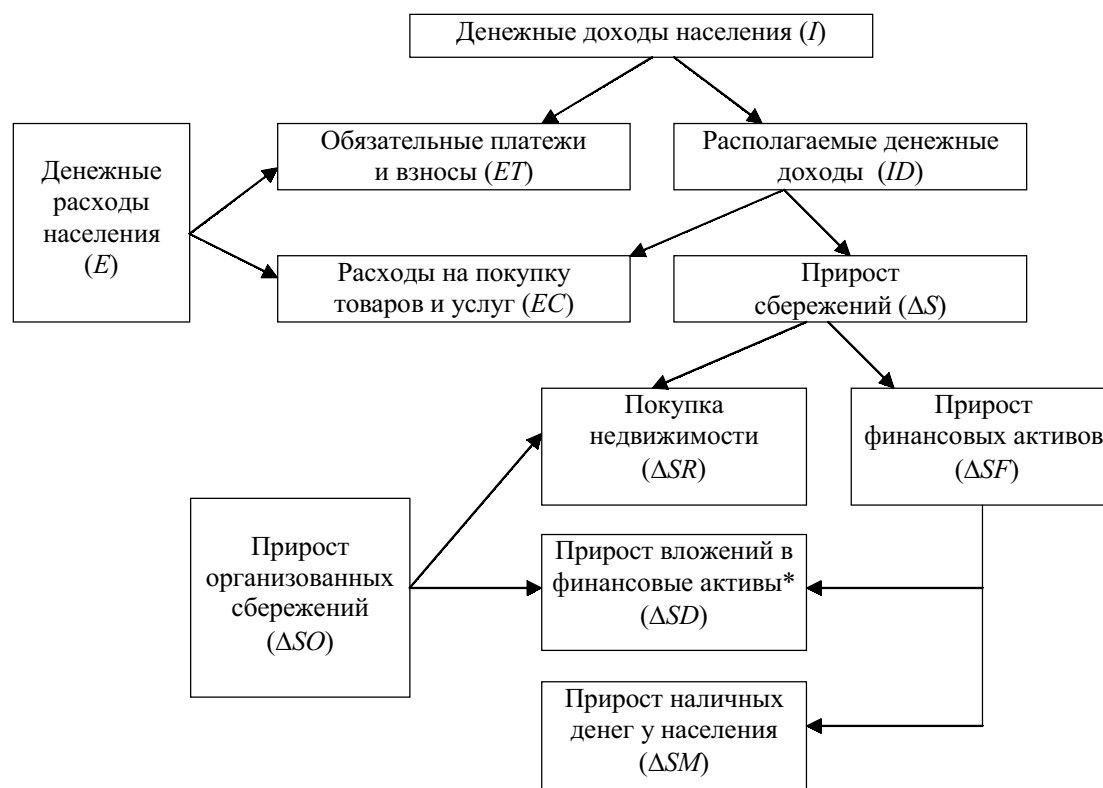 Денежные доходы населения (I)
Обязательные платежи
и взносы (ET)
Располагаемые денежные
доходы (ID)
Денежные
расходы
населения
(E)
Расходы на покупку
товаров и услуг (EC)
Прирост
сбережений (ΔS)
Покупка
недвижимости
(ΔSR)
Прирост
финансовых активов
(ΔSF)
Прирост
организованных
сбережений
(ΔSO)
Прирост вложений в
финансовые активы*
(ΔSD)
Прирост наличных
денег у населения
(ΔSM)